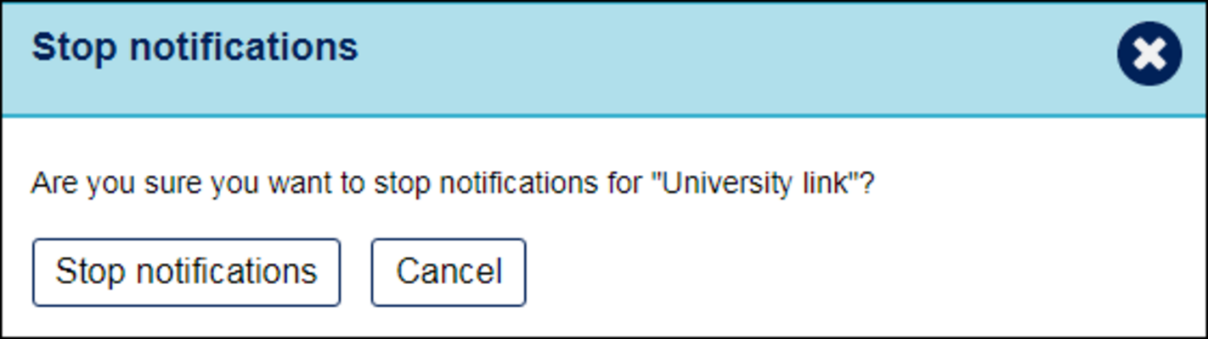 Stop notifications
Are you sure you want to stop notifications for "University link"?
Stop notifications
Cancel